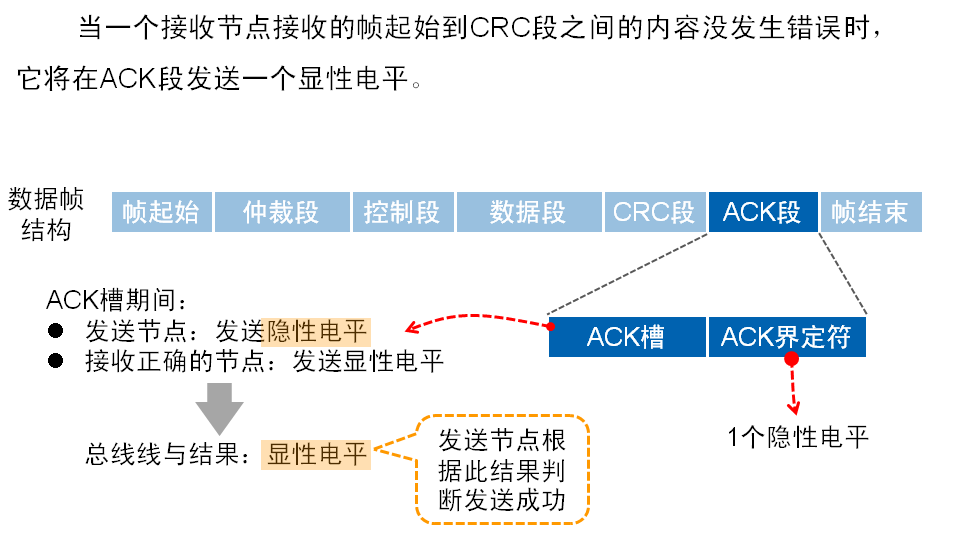 当一个接收节点接收的帧起始到CRC段之间的内容没发生错误时，
它将在ACK段发送一个显性电平。
数据帧
结构
帧起始 仲裁段 控制段 数据段 CRC段 ACK段 帧结束
ACK槽期间：
● 发送节点：发送隐性电平
● 接收正确的节点：发送显性电平
ACK槽 ACK界定符
1个隐性电平
总线线与结果：显性电平
发送节点根
据此结果判
断发送成功